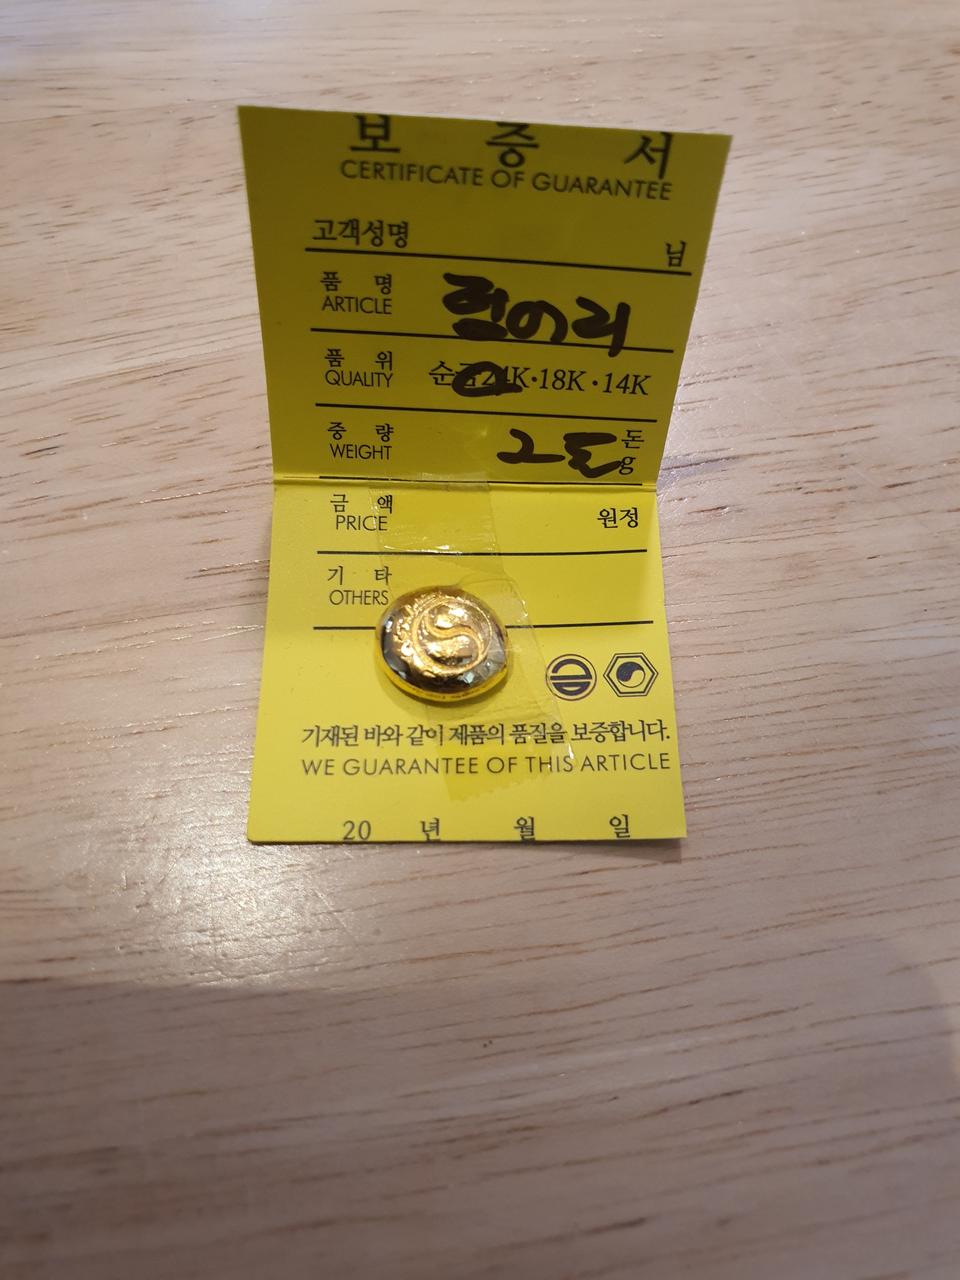 보 증 서
CERTIFICATE OF GUARANTEE
고객성명 님
품 명
ARTICLE 덩어리
품 위
QUALITY 순금24K·18K·14K
중 량 돈
WEIGHT g
금 액
PRICE 원정
기 타
OTHERS
기재된 바와 같이 제품의 품질을 보증합니다.
WE GUARANTEE OF THIS ARTICLE
20 년 월 일